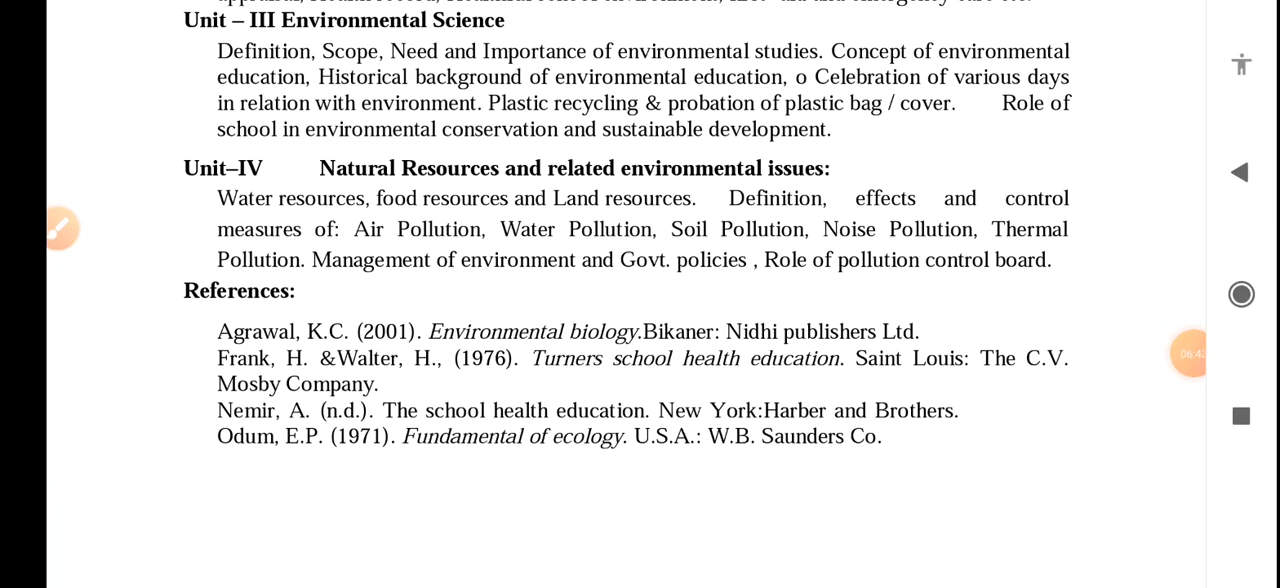 Unit – III Environmental Science
Definition, Scope, Need and Importance of environmental studies. Concept of environmental
education, Historical background of environmental education, o Celebration of various days
in relation with environment. Plastic recycling & probation of plastic bag / cover. Role of
school in environmental conservation and sustainable development.
Unit–IV Natural Resources and related environmental issues:
Water resources, food resources and Land resources. Definition, effects and control
measures of: Air Pollution, Water Pollution, Soil Pollution, Noise Pollution, Thermal
Pollution. Management of environment and Govt. policies , Role of pollution control board.
References:
Agrawal, K.C. (2001). Environmental biology.Bikaner: Nidhi publishers Ltd.
Frank, H. &Walter, H., (1976). Turners school health education. Saint Louis: The C.V.
Mosby Company.
Nemir, A. (n.d.). The school health education. New York:Harber and Brothers.
Odum, E.P. (1971). Fundamental of ecology. U.S.A.: W.B. Saunders Co.